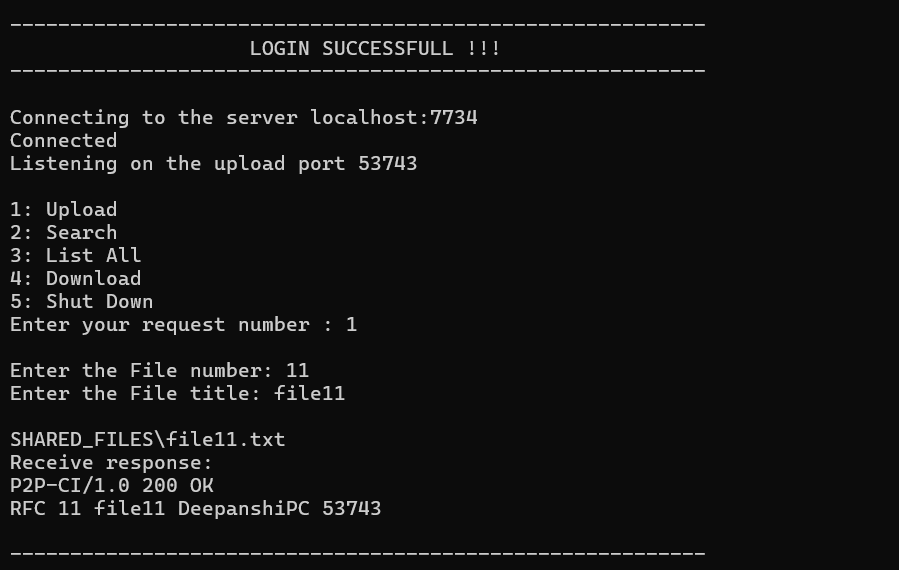 ----------------------------------------------------------
LOGIN SUCCESSFULL !!!
----------------------------------------------------------
Connecting to the server localhost:7734
Connected
Listening on the upload port 53743
1: Upload
2: Search
3: List All
4: Download
5: Shut Down
Enter your request number : 1
Enter the File number: 11
Enter the File title: file11
SHARED_FILES\file11.txt
Receive response:
P2P-CI/1.0 200 OK
RFC 11 file11 DeepanshiPC 53743
----------------------------------------------------------